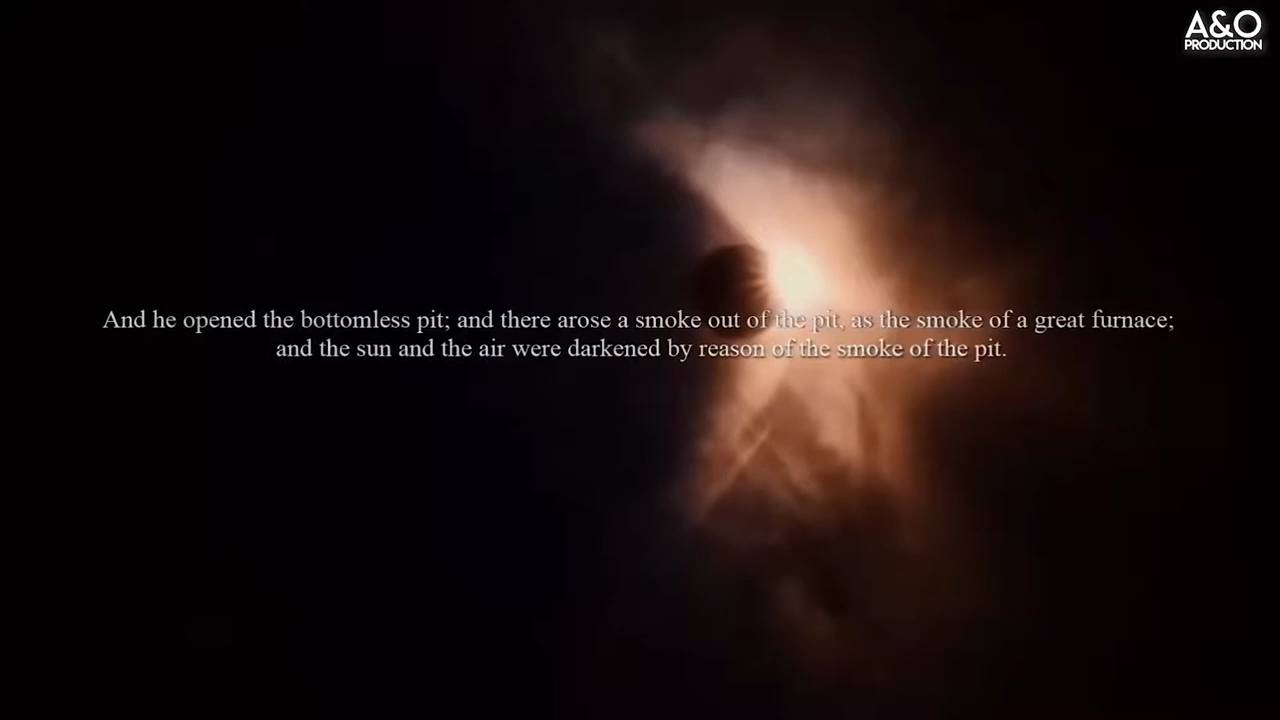 A&O
PRODUCTION
And he opened the bottomless pit; and there arose a smoke out of the pit, as the smoke of a great furnace;
and the sun and the air were darkened by reason of the smoke of the pit.